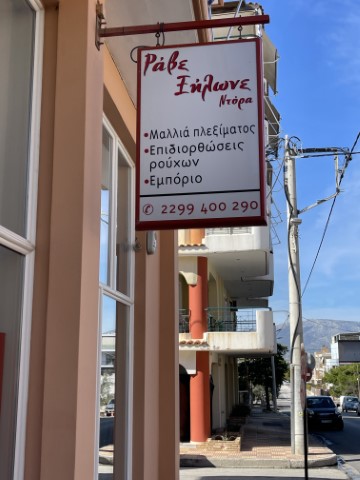 Ράβε
Ξήλωνε
Ντόρα
•Μαλλιά πλεξίματος
•Επιδιορθώσεις
ρούχων
•Εμπόριο
✆ 2299 400 290